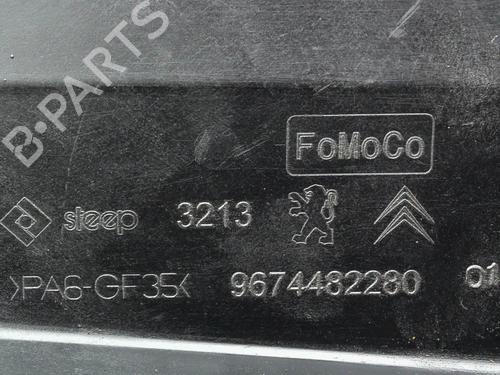 B-PARTS
FoMoCo
steep 3213
>PA6-GF35< 9674482280 01